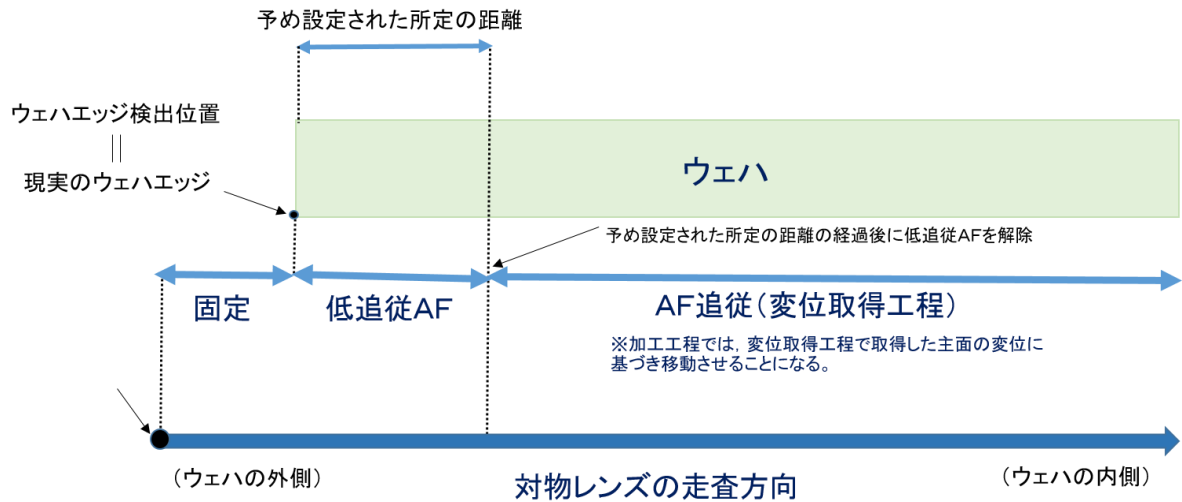 予め設定された所定の距離
ウェハエッジ検出位置
||
現実のウェハエッジ
ウェハ
予め設定された所定の距離の経過後に低追従AFを解除
固定
低追従AF
AF追従(変位取得工程)
※加工工程では，変位取得工程で取得した主面の変位に
基づき移動させることになる。
(ウェハの外側)
対物レンズの走査方向
(ウェハの内側)